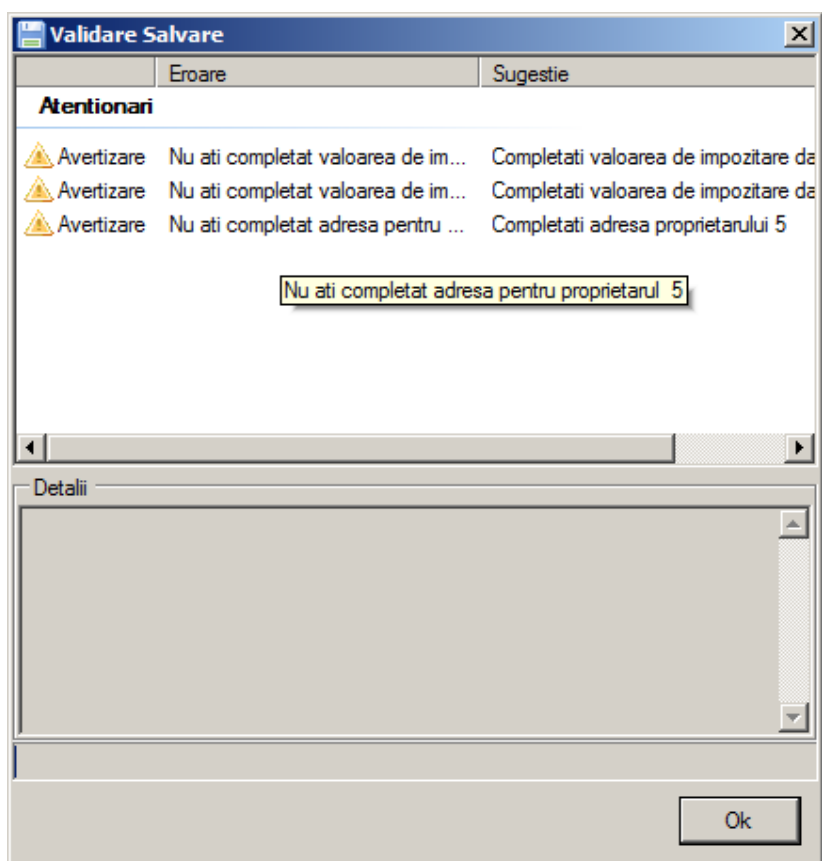 Validare Salvare
Eroare Sugestie
Atentionari
Avertizare Nu ati completat valoarea de im... Completati valoarea de impozitare da
Avertizare Nu ati completat valoarea de im... Completati valoarea de impozitare da
Avertizare Nu ati completat adresa pentru ... Completati adresa proprietarului 5
Nu ati completat adresa pentru proprietarul 5
Detalii
Ok